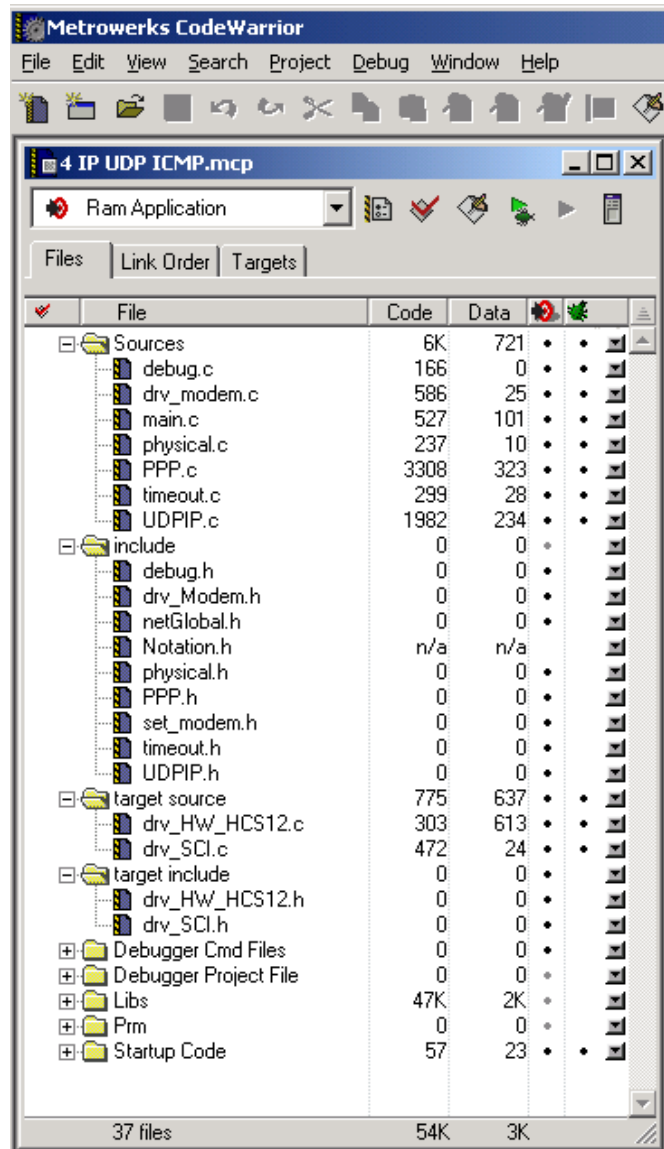 Metrowerks CodeWarrior
File Edit View Search Project Debug Window Help
4 IP UDP ICMP.mcp
Ram Application
Files Link Order Targets
File Code Data
Sources 6K 721
debug.c 166 0
drv_modem.c 586 25
main.c 527 101
physical.c 237 10
PPP.c 3308 323
timeout.c 299 28
UDPIP.c 1982 234
include 0 0
debug.h 0 0
drv_Modem.h 0 0
netGlobal.h 0 0
Notation.h n/a n/a
physical.h 0 0
PPP.h 0 0
set_modem.h 0 0
timeout.h 0 0
UDPIP.h 0 0
target source 775 637
drv_HW_HCS12.c 303 613
drv_SCI.c 472 24
target include 0 0
drv_HW_HCS12.h 0 0
drv_SCI.h 0 0
Debugger Cmd Files 0 0
Debugger Project File 0 0
Libs 47K 2K
Prm 0 0
Startup Code 57 23
37 files 54K 3K